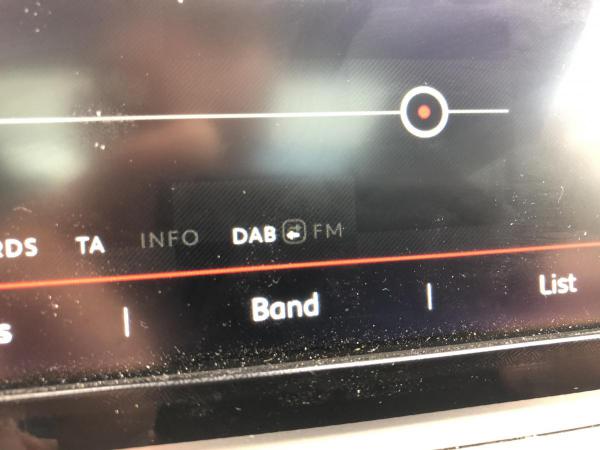 RDS TA INFO DAB FM
s Band List